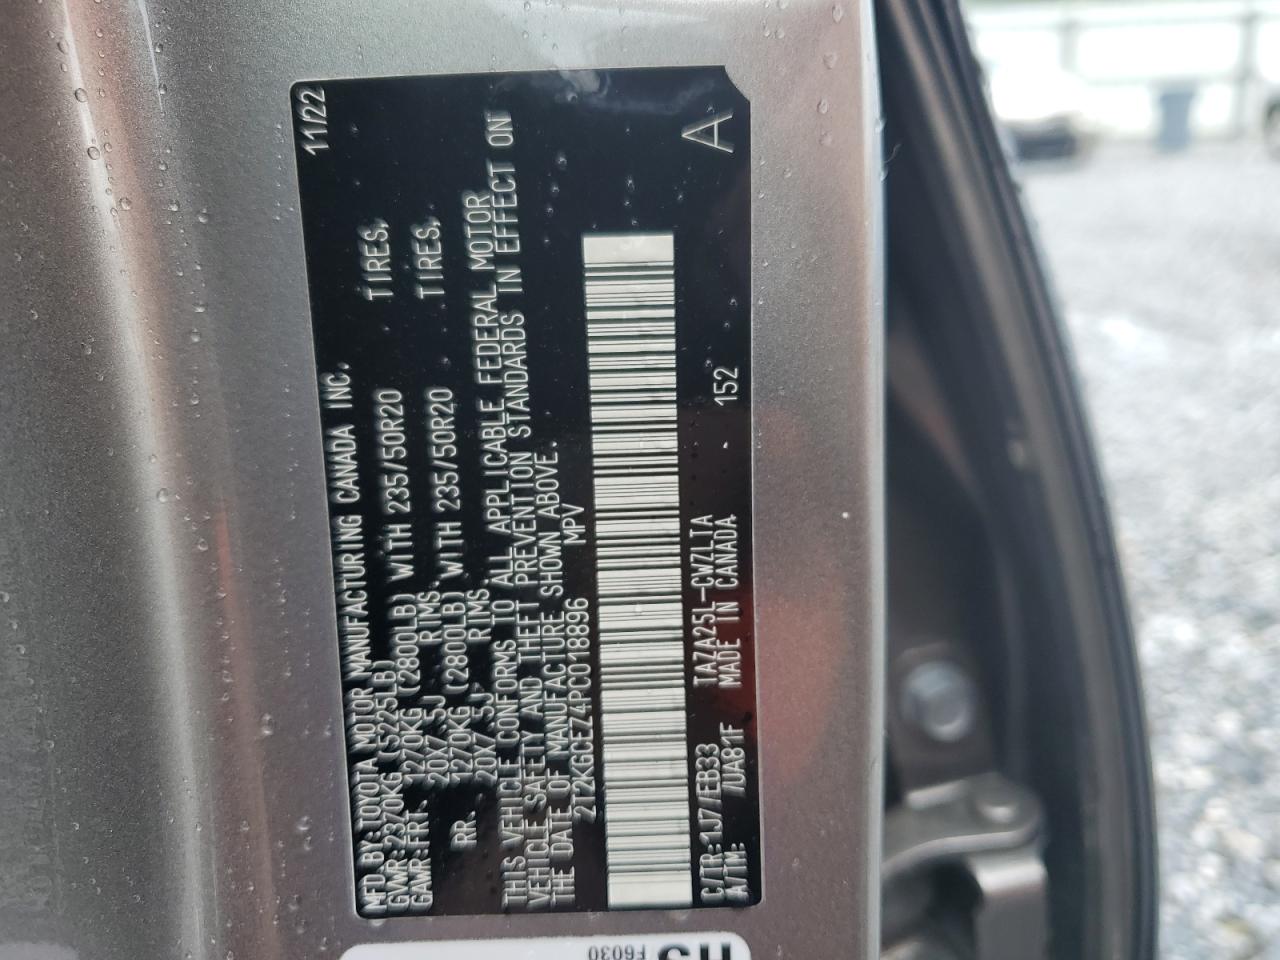 MFD BY:TOYOTA MOTOR MANUFACTURING CANADA INC. 11/22
GVWR:2370KG (5225LB)
GAWR:FRT. 1270KG (2800LB) WITH 235/50R20 TIRES,
20X7.5J RIMS.
RR. 1270KG (2800LB) WITH 235/50R20 TIRES,
20X7.5J RIMS.
THIS VEHICLE CONFORMS TO ALL APPLICABLE FEDERAL MOTOR
VEHICLE SAFETY AND THEFT PREVENTION STANDARDS IN EFFECT ON
THE DATE OF MANUFACTURE SHOWN ABOVE.
2T2KGCEZ4PC018896 MPV
C/TR:1J7/EB33 TAZA25L-CWZLTA 152 A
A/TM: /UA81F MADE IN CANADA
F6030